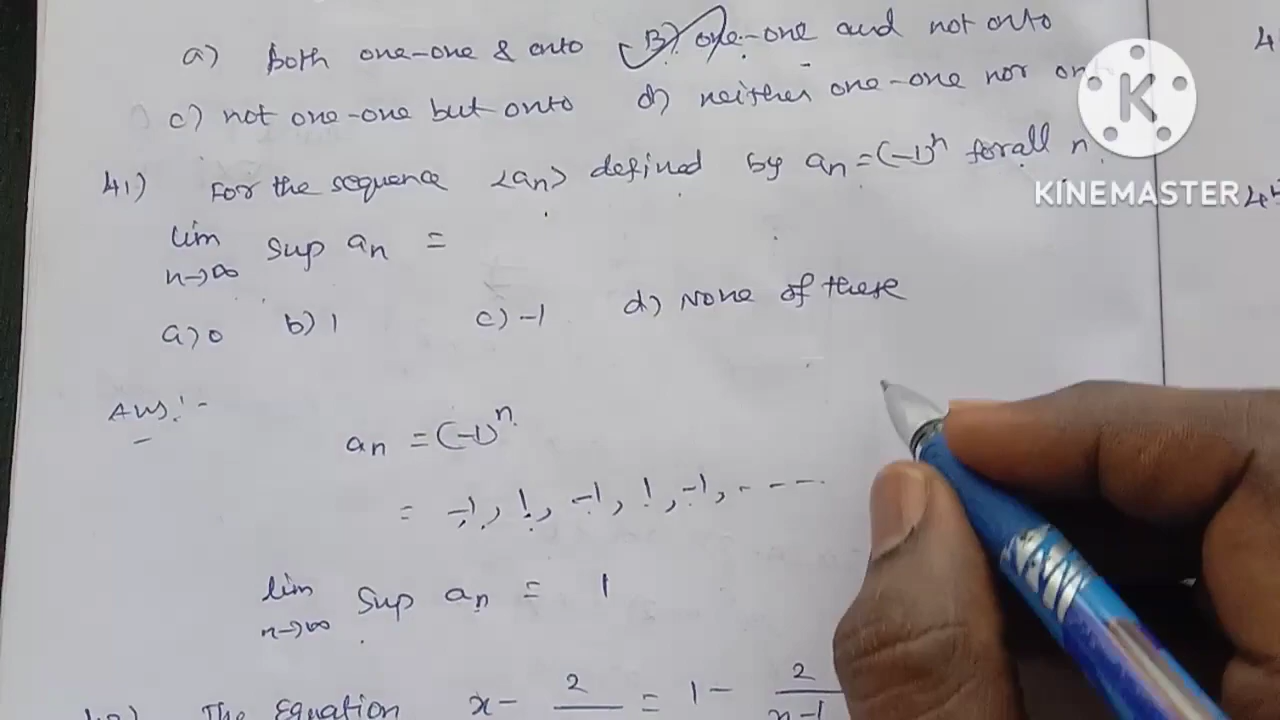 a) Both one-one & onto B) one-one and not onto
c) not one-one but onto d) neither one-one nor
41) For the sequence <an> defined by an = (-1)^n for all n.
lim n→∞ sup an =
a) 0 b) 1 c) -1 d) None of these
Ans:-
an = (-1)^n
= -1, 1, -1, 1, -1, - - - -
lim n→∞ sup an = 1
The Equation x - 2 = 1 - 2/x-1
K
KINEMASTER